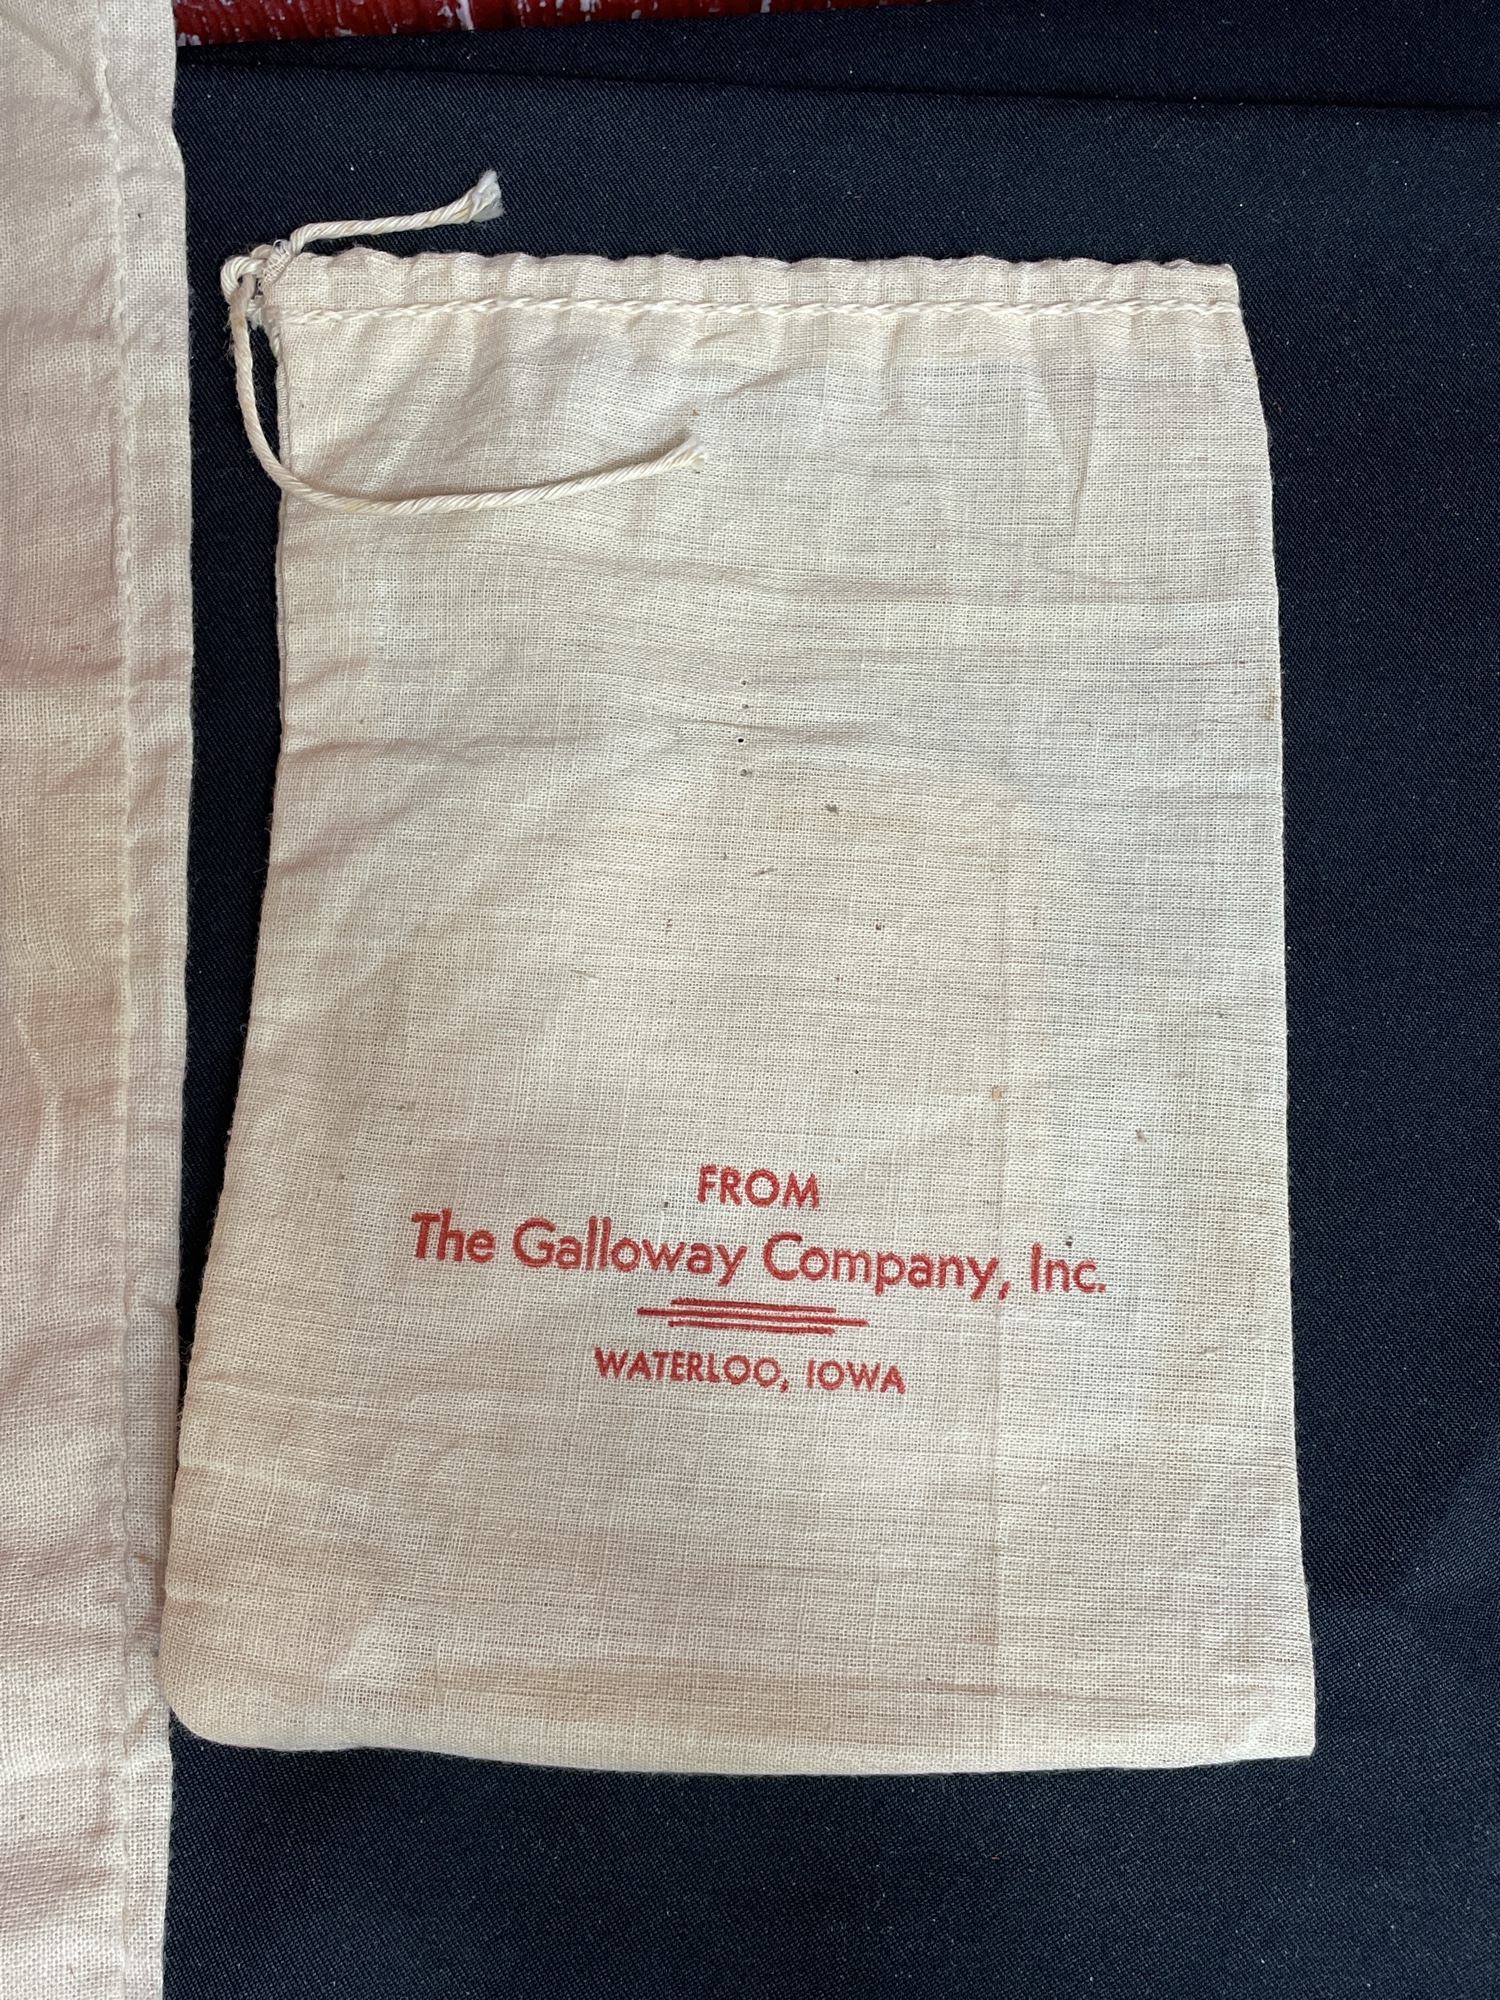 FROM
The Galloway Company, Inc.
WATERLOO, IOWA